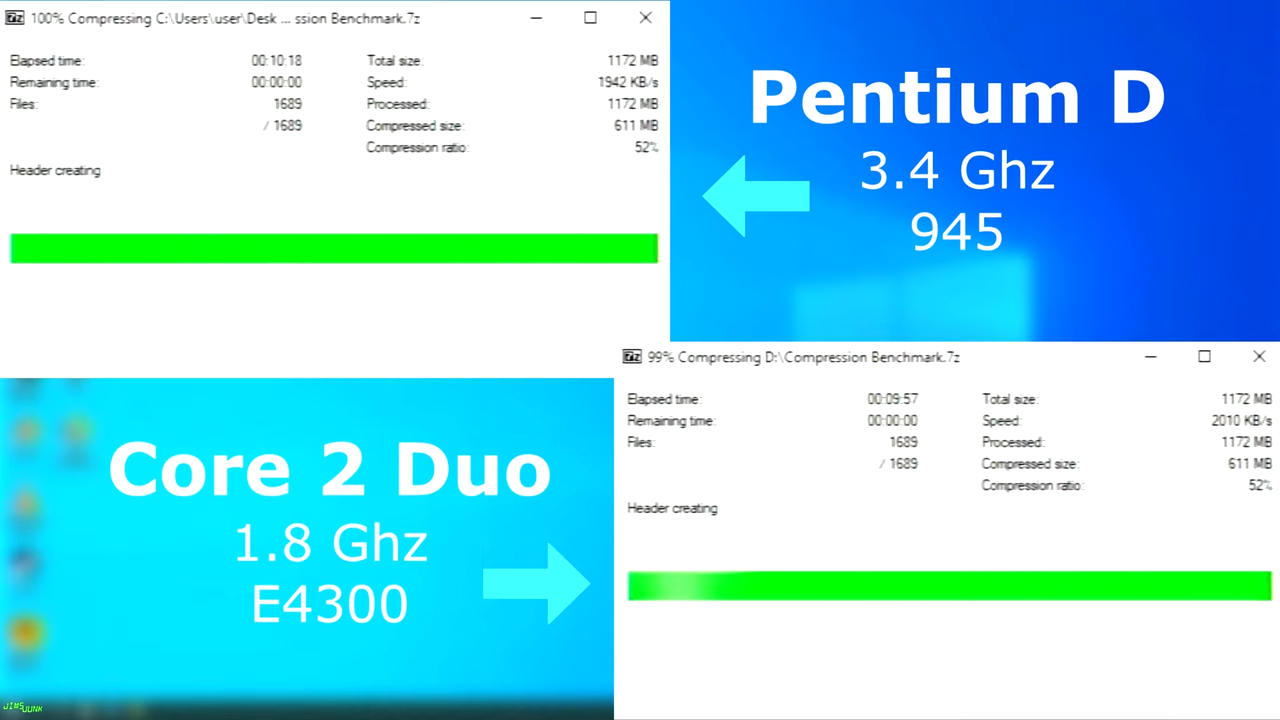 7z 100% Compressing C:\Users\user\Desk ... ssion Benchmark.7z
Elapsed time: 00:10:18 Total size: 1172 MB
Remaining time: 00:00:00 Speed: 1942 KB/s
Files: 1689 Processed: 1172 MB
/ 1689 Compressed size: 611 MB
Compression ratio: 52%
Header creating
Pentium D
3.4 Ghz
945
Core 2 Duo
1.8 Ghz
E4300
7z 99% Compressing D:\Compression Benchmark.7z
Elapsed time: 00:09:57 Total size: 1172 MB
Remaining time: 00:00:00 Speed: 2010 KB/s
Files: 1689 Processed: 1172 MB
/ 1689 Compressed size: 611 MB
Compression ratio: 52%
Header creating
JIMS JUNK